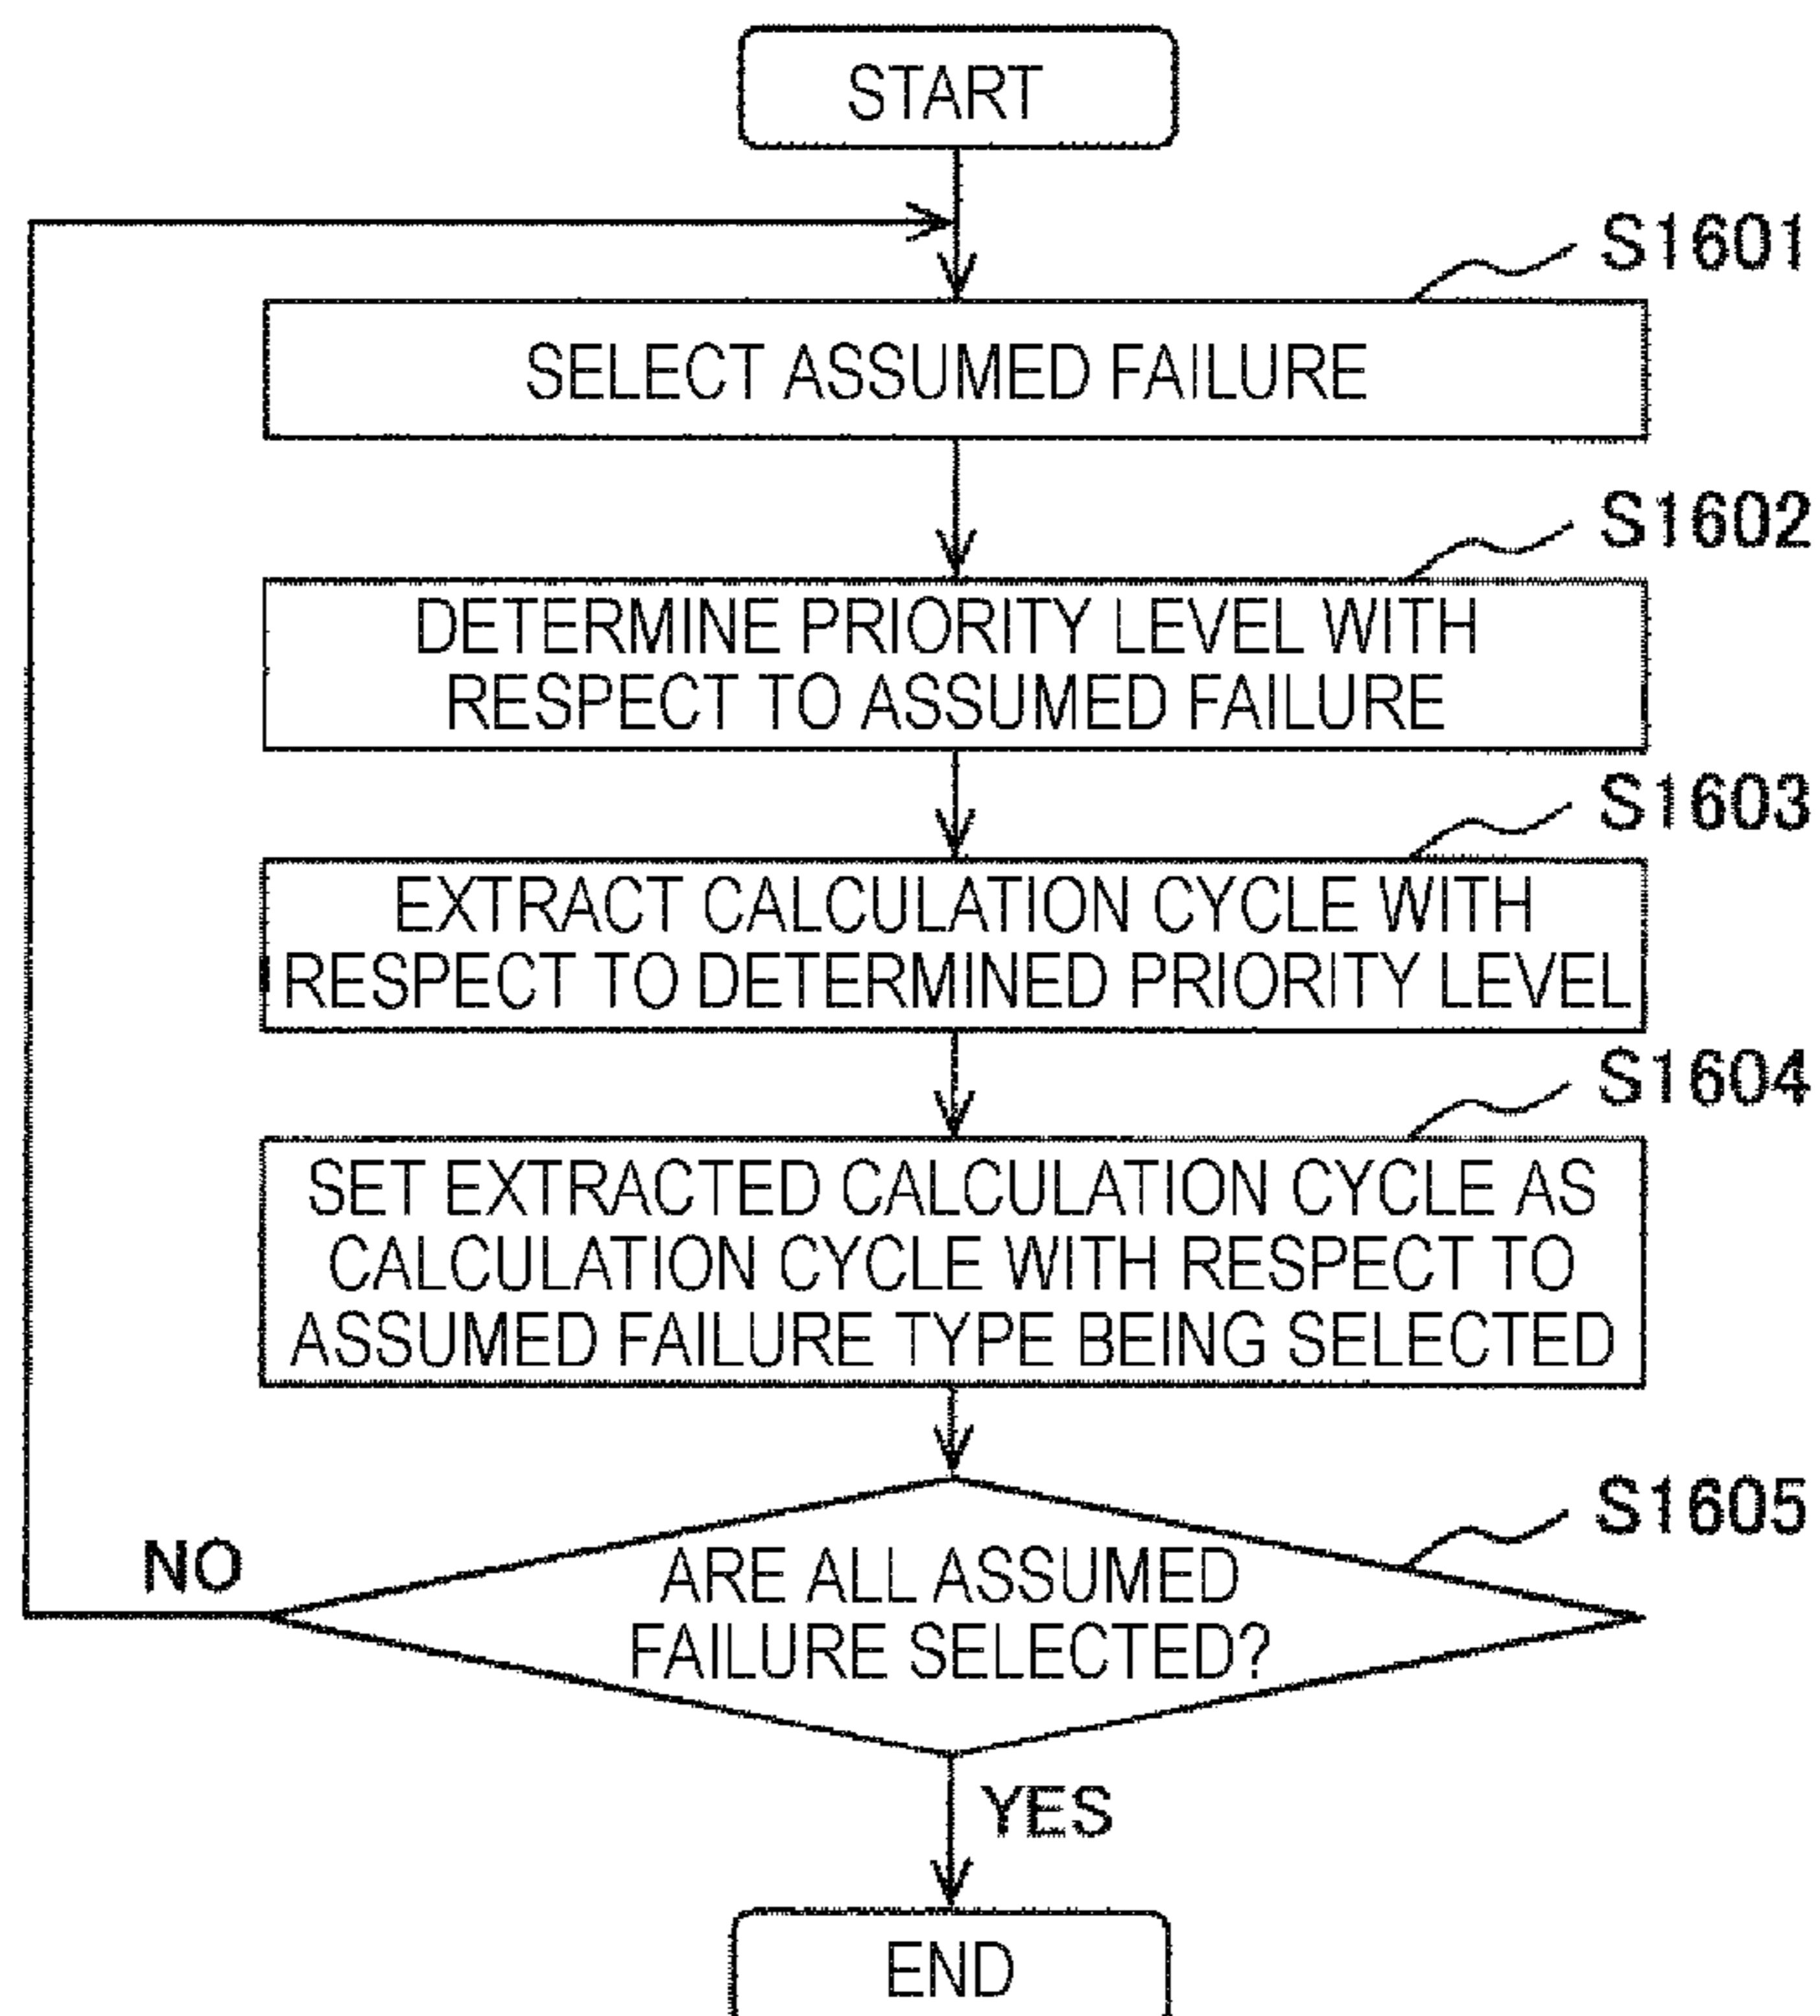 START
S1601
SELECT ASSUMED FAILURE
S1602
DETERMINE PRIORITY LEVEL WITH
RESPECT TO ASSUMED FAILURE
S1603
EXTRACT CALCULATION CYCLE WITH
RESPECT TO DETERMINED PRIORITY LEVEL
S1604
SET EXTRACTED CALCULATION CYCLE AS
CALCULATION CYCLE WITH RESPECT TO
ASSUMED FAILURE TYPE BEING SELECTED
S1605
NO
ARE ALL ASSUMED
FAILURE SELECTED?
YES
END